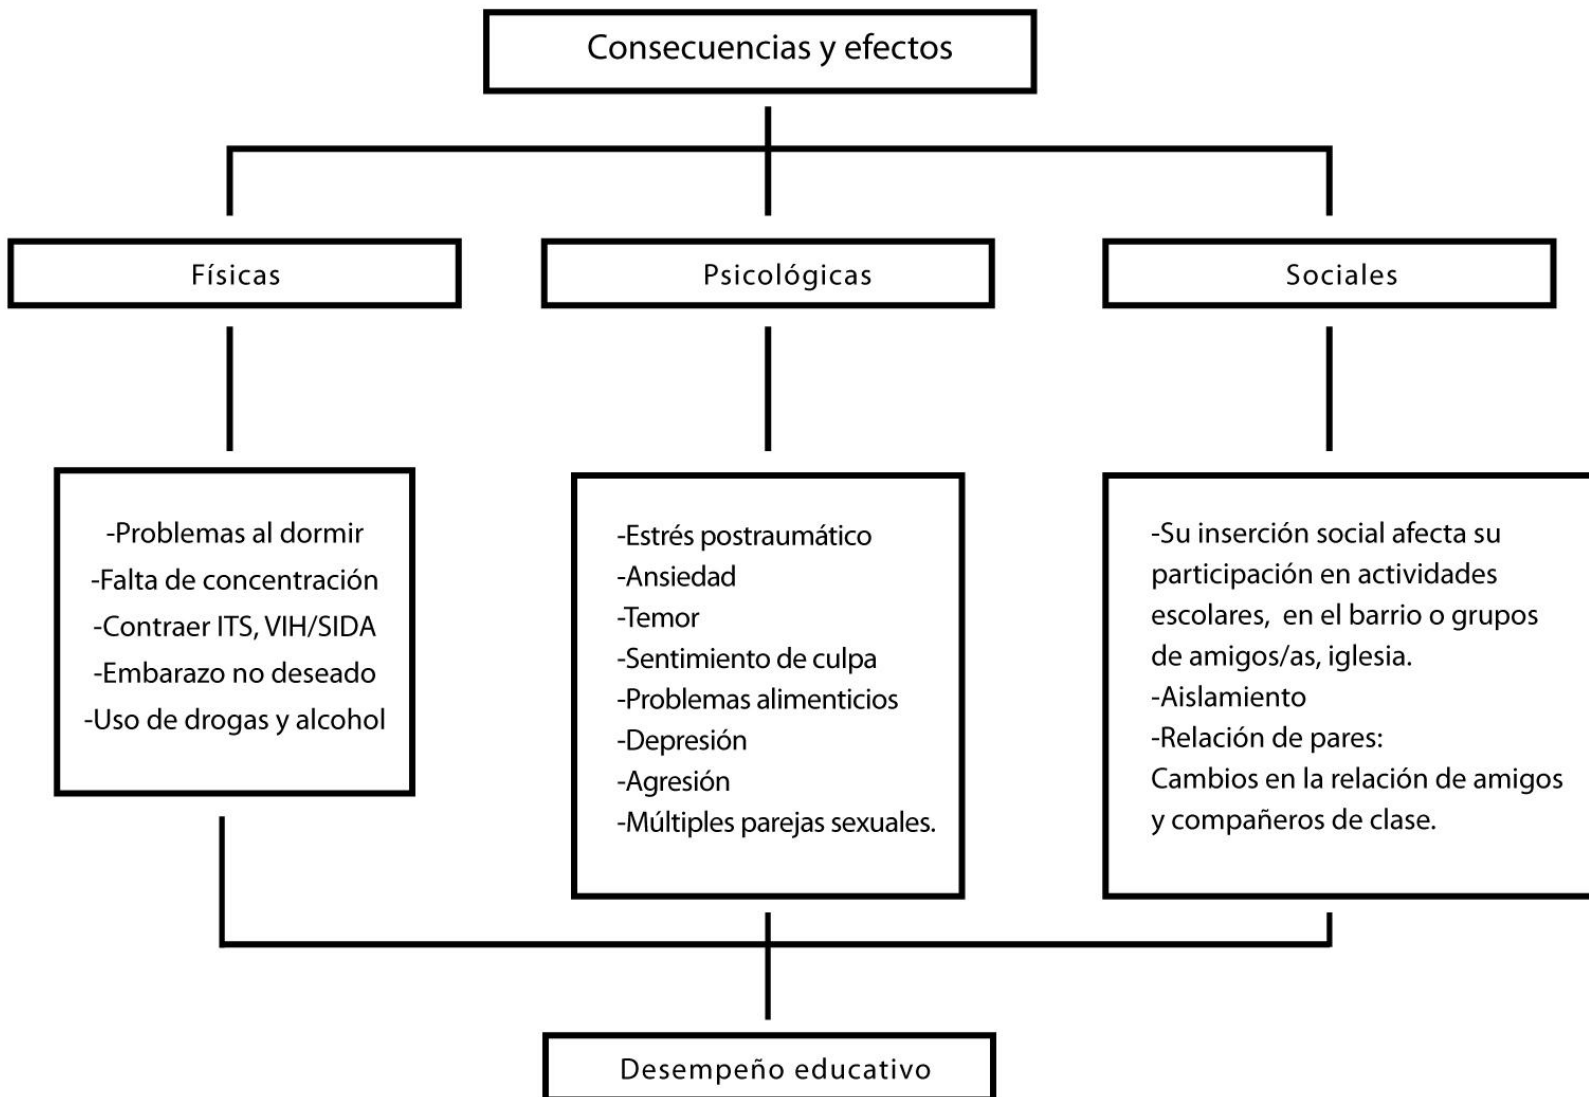 Consecuencias y efectos
Físicas
Psicológicas
Sociales
-Problemas al dormir
-Falta de concentración
-Contraer ITS, VIH/SIDA
-Embarazo no deseado
-Uso de drogas y alcohol
-Estrés postraumático
-Ansiedad
-Temor
-Sentimiento de culpa
-Problemas alimenticios
-Depresión
-Agresión
-Múltiples parejas sexuales.
-Su inserción social afecta su
participación en actividades
escolares, en el barrio o grupos
de amigos/as, iglesia.
-Aislamiento
-Relación de pares:
Cambios en la relación de amigos
y compañeros de clase.
Desempeño educativo